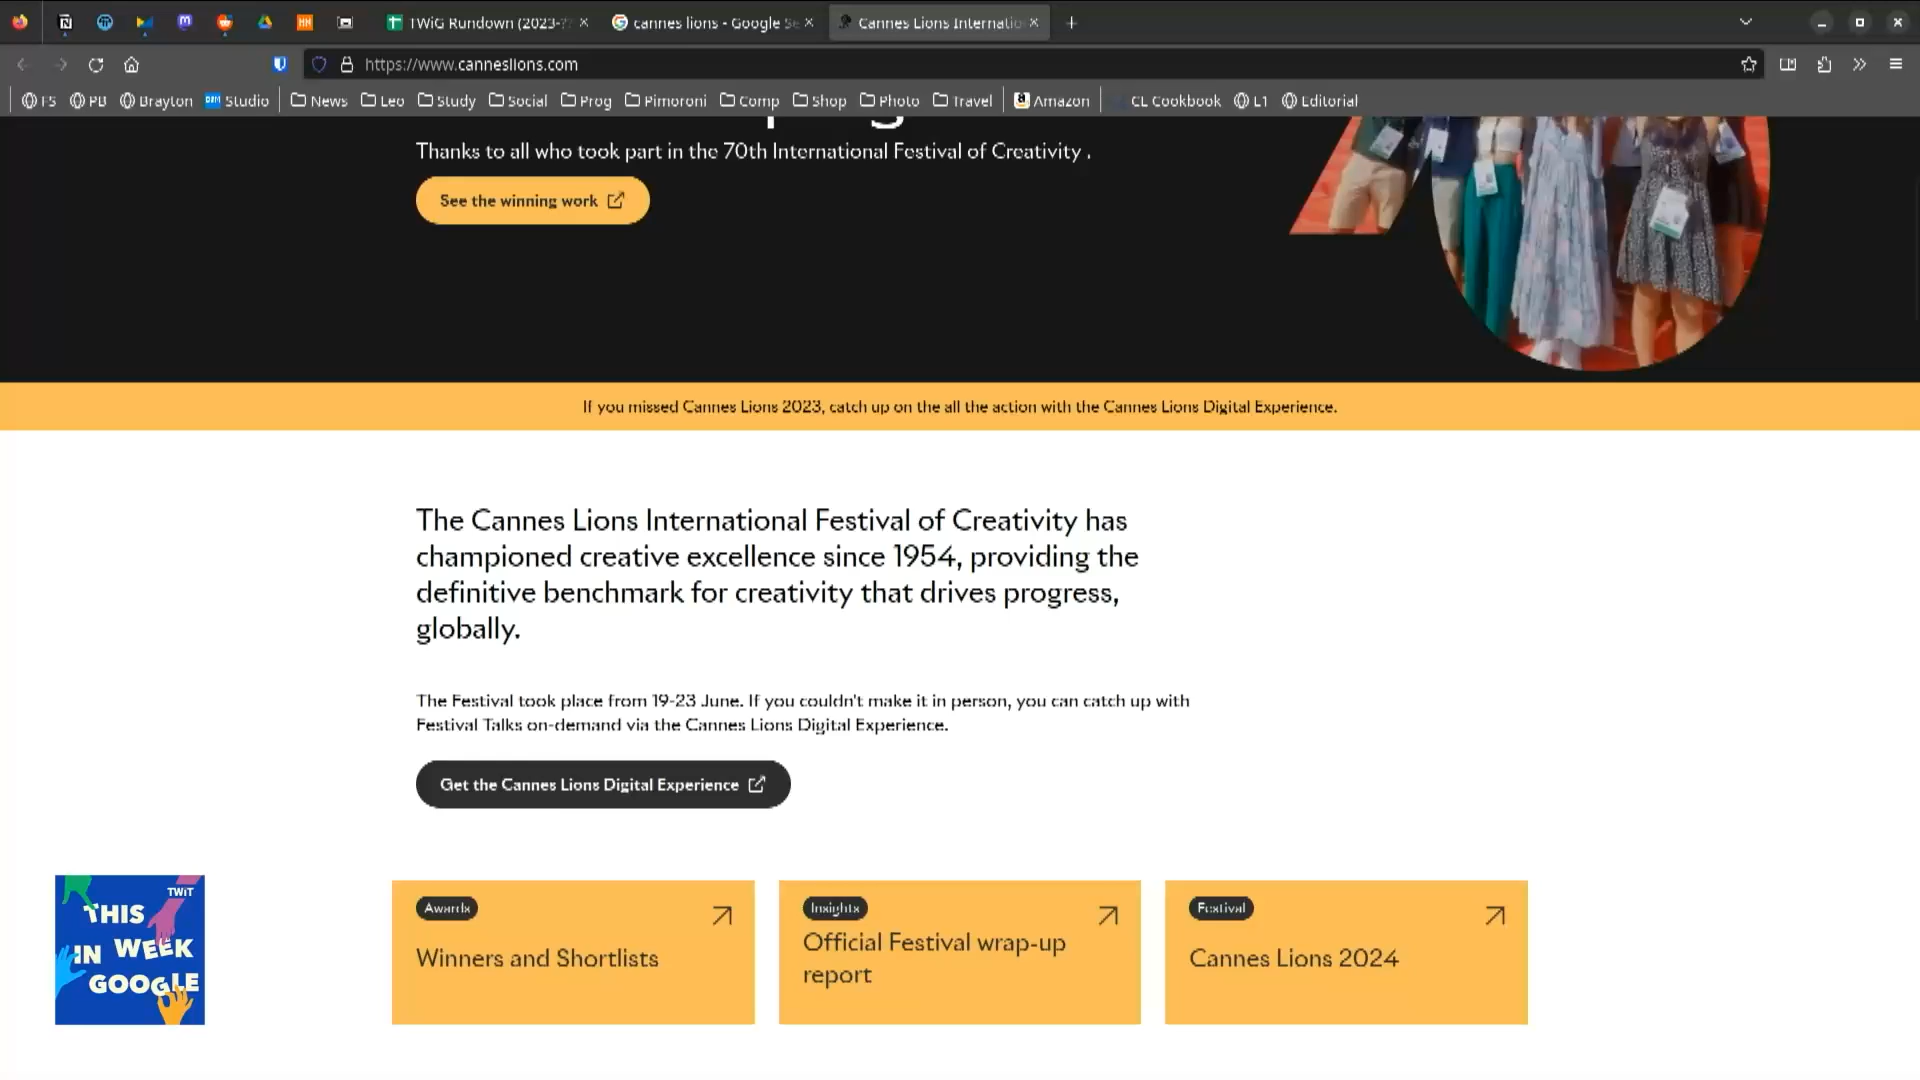 TWiG Rundown (2023-??
cannes lions - Google Se
Cannes Lions Internatio
https://www.canneslions.com
FS
PB
Brayton
Studio
News
Leo
Study
Social
Prog
Pimoroni
Comp
Shop
Photo
Travel
Amazon
CL Cookbook
L1
Editorial
Thanks to all who took part in the 70th International Festival of Creativity .
See the winning work
If you missed Cannes Lions 2023, catch up on the all the action with the Cannes Lions Digital Experience.
The Cannes Lions International Festival of Creativity has
championed creative excellence since 1954, providing the
definitive benchmark for creativity that drives progress,
globally.
The Festival took place from 19-23 June. If you couldn't make it in person, you can catch up with
Festival Talks on-demand via the Cannes Lions Digital Experience.
Get the Cannes Lions Digital Experience
TWiT
THIS
IN WEEK
GOOGLE
Awards
Winners and Shortlists
Insights
Official Festival wrap-up
report
Festival
Cannes Lions 2024